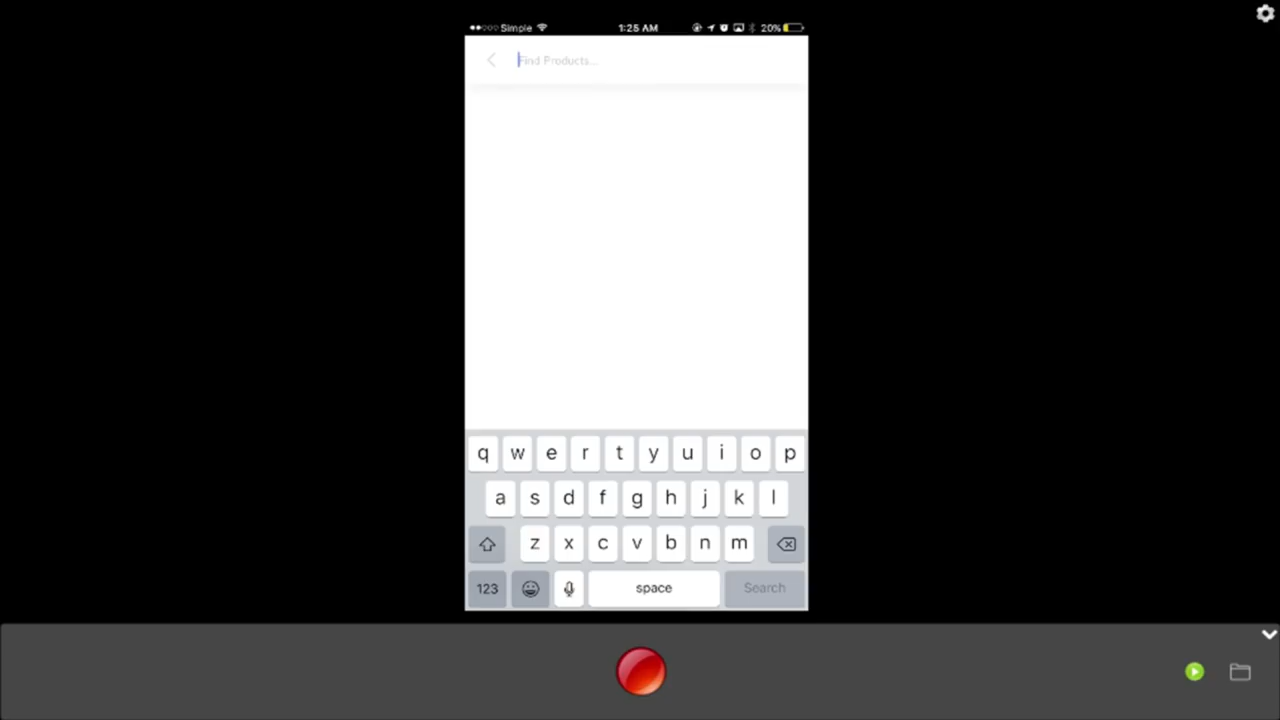 Simple 1:25 AM 20%
Find Products...
q w e r t y u i o p
a s d f g h j k l
z x c v b n m
123 space Search